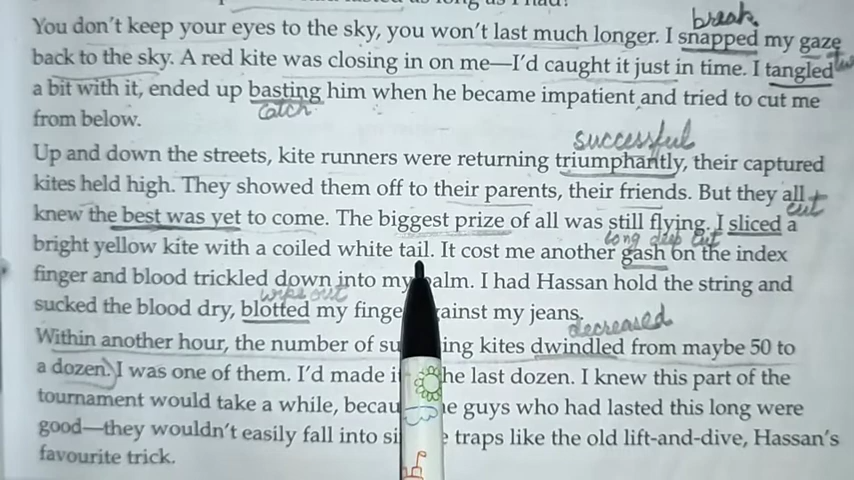 break.
You don't keep your eyes to the sky, you won't last much longer. I snapped my gaze
back to the sky. A red kite was closing in on me—I'd caught it just in time. I tangled
a bit with it, ended up basting him when he became impatient and tried to cut me
catch
from below.
successful
Up and down the streets, kite runners were returning triumphantly, their captured
kites held high. They showed them off to their parents, their friends. But they all
cut
knew the best was yet to come. The biggest prize of all was still flying. I sliced a
long deep cut
bright yellow kite with a coiled white tail. It cost me another gash on the index
finger and blood trickled down into my palm. I had Hassan hold the string and
wipe out
sucked the blood dry, blotted my finge gainst my jeans.
decreased
Within another hour, the number of su ing kites dwindled from maybe 50 to
a dozen. I was one of them. I'd made i he last dozen. I knew this part of the
tournament would take a while, becau e guys who had lasted this long were
good—they wouldn't easily fall into si e traps like the old lift-and-dive, Hassan's
favourite trick.